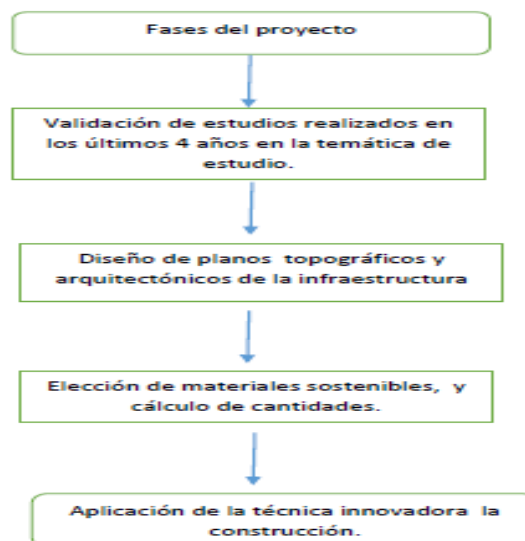 Fases del proyecto
Validación de estudios realizados en
los últimos 4 años en la temática de
estudio.
Diseño de planos topográficos y
arquitectónicos de la infraestructura
Elección de materiales sostenibles, y
cálculo de cantidades.
Aplicación de la técnica innovadora la
construcción.